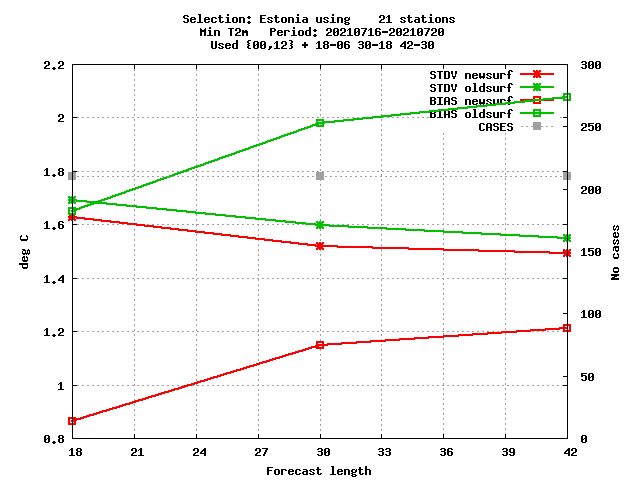 Selection: Estonia using    21 stations
Min T2m   Period: 20210716-20210720
Used {00,12} + 18-06 30-18 42-30
STDV newsurf
STDV oldsurf
BIAS newsurf
BIAS oldsurf
CASES
2.2
2
1.8
1.6
1.4
1.2
1
0.8
deg C
300
250
200
150
100
50
0
No cases
18 21 24 27 30 33 36 39 42
Forecast length